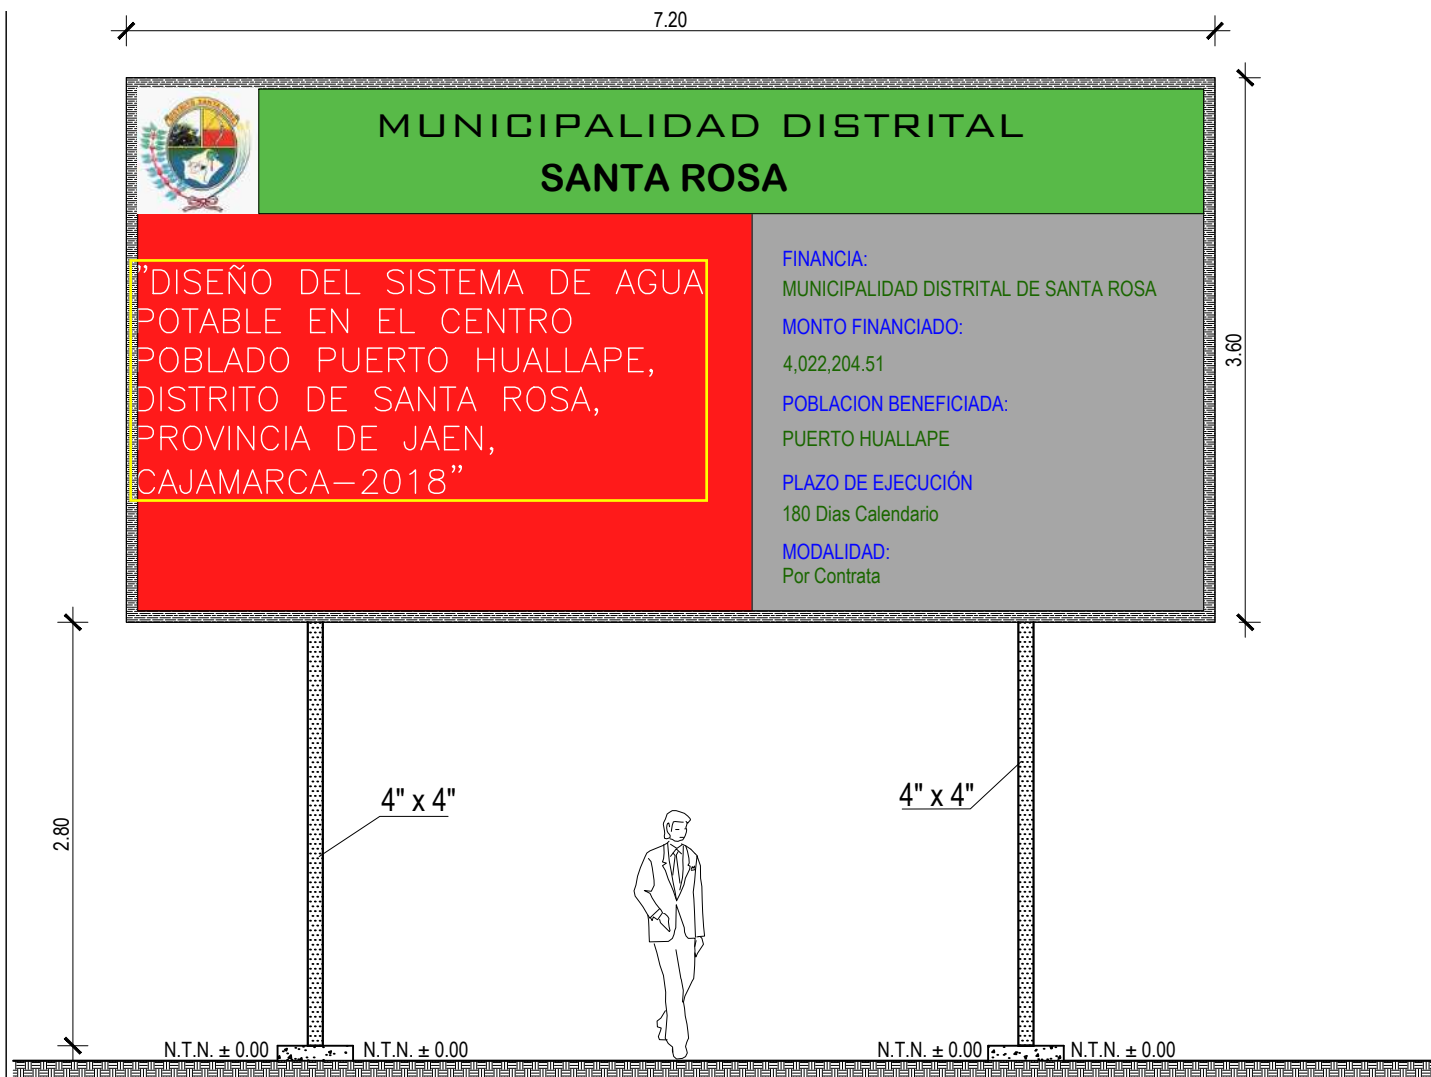 7.20
MUNICIPALIDAD DISTRITAL
SANTA ROSA
"DISEÑO DEL SISTEMA DE AGUA
POTABLE EN EL CENTRO
POBLADO PUERTO HUALLAPE,
DISTRITO DE SANTA ROSA,
PROVINCIA DE JAEN,
CAJAMARCA-2018"
FINANCIA:
MUNICIPALIDAD DISTRITAL DE SANTA ROSA
MONTO FINANCIADO:
4,022,204.51
POBLACION BENEFICIADA:
PUERTO HUALLAPE
PLAZO DE EJECUCIÓN
180 Dias Calendario
MODALIDAD:
Por Contrata
3.60
2.80
4" x 4"
4" x 4"
N.T.N. ± 0.00
N.T.N. ± 0.00
N.T.N. ± 0.00
N.T.N. ± 0.00